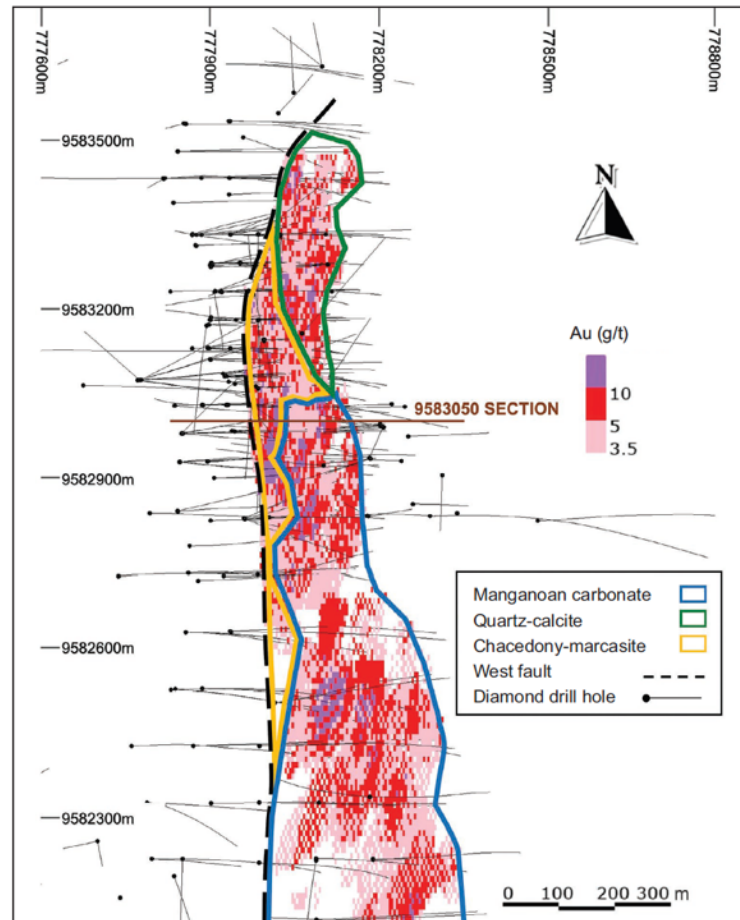 777600m
777900m
778200m
778500m
778800m
9583500m
N
9583200m
Au (g/t)
10
5
3.5
9583050 SECTION
9582900m
Manganoan carbonate
Quartz-calcite
Chacedony-marcasite
West fault
Diamond drill hole
9582600m
9582300m
0 100 200 300 m